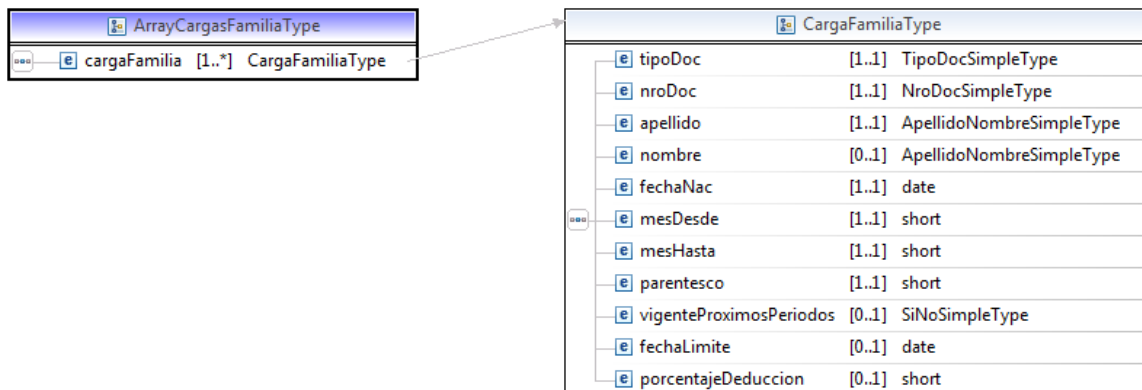 ArrayCargasFamiliaType
e cargaFamilia [1..*] CargaFamiliaType
CargaFamiliaType
e tipoDoc [1..1] TipoDocSimpleType
e nroDoc [1..1] NroDocSimpleType
e apellido [1..1] ApellidoNombreSimpleType
e nombre [0..1] ApellidoNombreSimpleType
e fechaNac [1..1] date
e mesDesde [1..1] short
e mesHasta [1..1] short
e parentesco [1..1] short
e vigenteProximosPeriodos [0..1] SiNoSimpleType
e fechaLimite [0..1] date
e porcentajeDeduccion [0..1] short